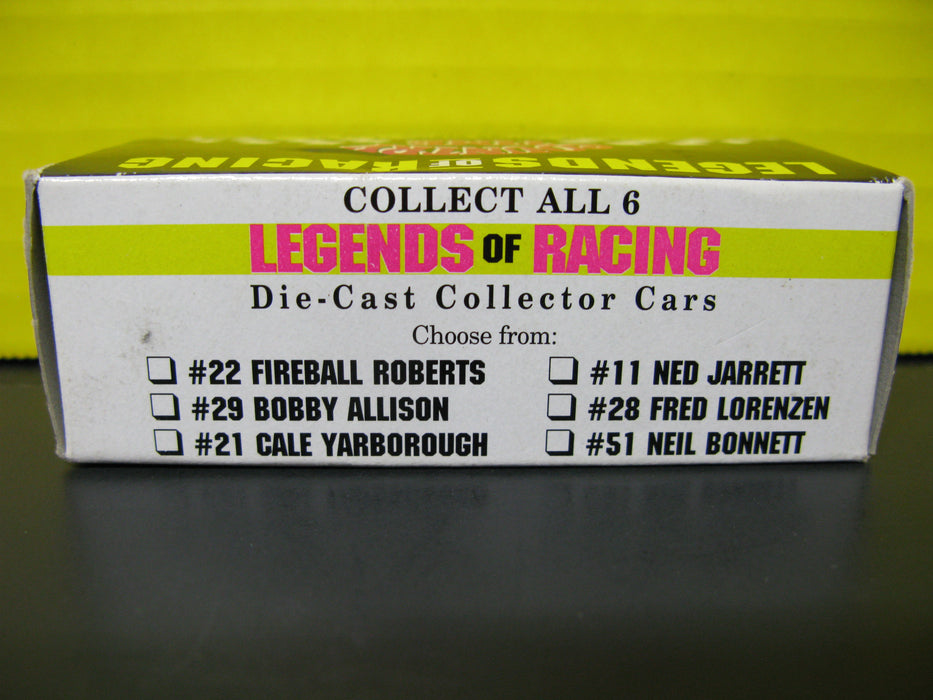 LEGENDS OF RACING
COLLECT ALL 6
LEGENDS OF RACING
Die-Cast Collector Cars
Choose from:
#22 FIREBALL ROBERTS
#29 BOBBY ALLISON
#21 CALE YARBOROUGH
#11 NED JARRETT
#28 FRED LORENZEN
#51 NEIL BONNETT